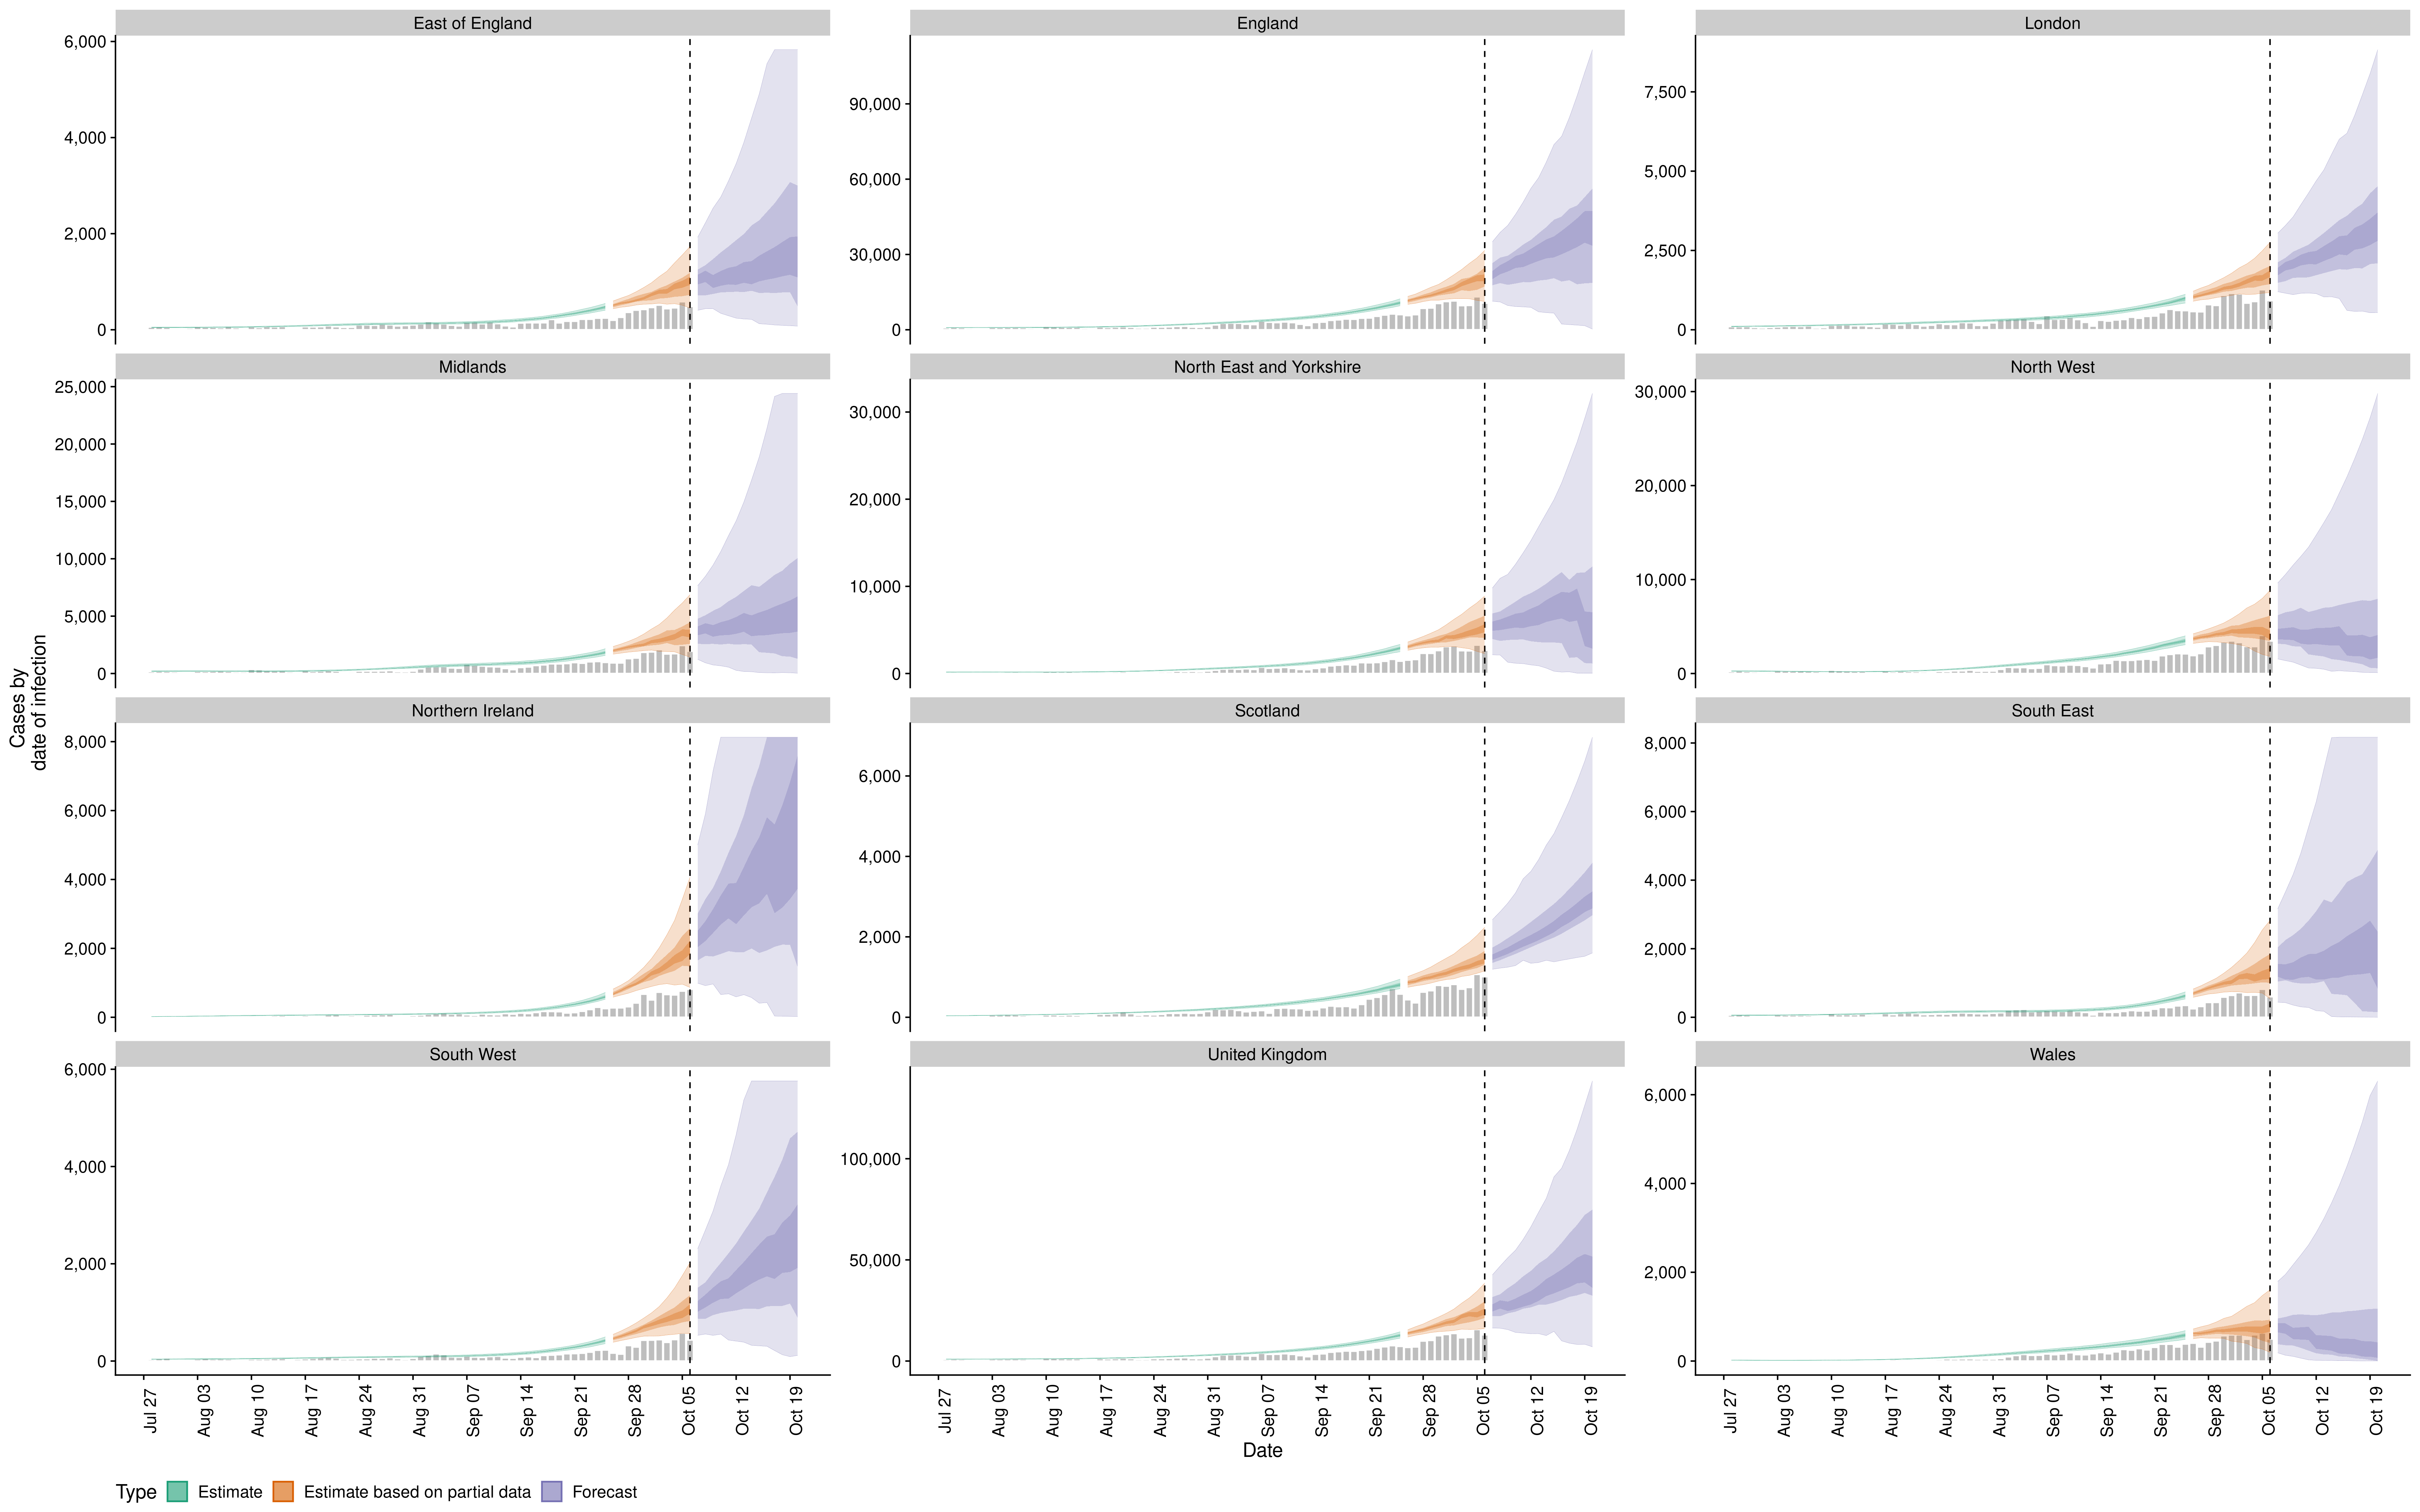 East of England
England
London
6,000
4,000
2,000
0
90,000
60,000
30,000
0
7,500
5,000
2,500
0
Midlands
North East and Yorkshire
North West
25,000
20,000
15,000
10,000
5,000
0
30,000
20,000
10,000
0
30,000
20,000
10,000
0
Cases by
date of infection
Northern Ireland
Scotland
South East
8,000
6,000
4,000
2,000
0
6,000
4,000
2,000
0
8,000
6,000
4,000
2,000
0
South West
United Kingdom
Wales
6,000
4,000
2,000
0
100,000
50,000
0
6,000
4,000
2,000
0
Jul 27
Aug 03
Aug 10
Aug 17
Aug 24
Aug 31
Sep 07
Sep 14
Sep 21
Sep 28
Oct 05
Oct 12
Oct 19
Jul 27
Aug 03
Aug 10
Aug 17
Aug 24
Aug 31
Sep 07
Sep 14
Sep 21
Sep 28
Oct 05
Oct 12
Oct 19
Jul 27
Aug 03
Aug 10
Aug 17
Aug 24
Aug 31
Sep 07
Sep 14
Sep 21
Sep 28
Oct 05
Oct 12
Oct 19
Date
Type Estimate Estimate based on partial data Forecast